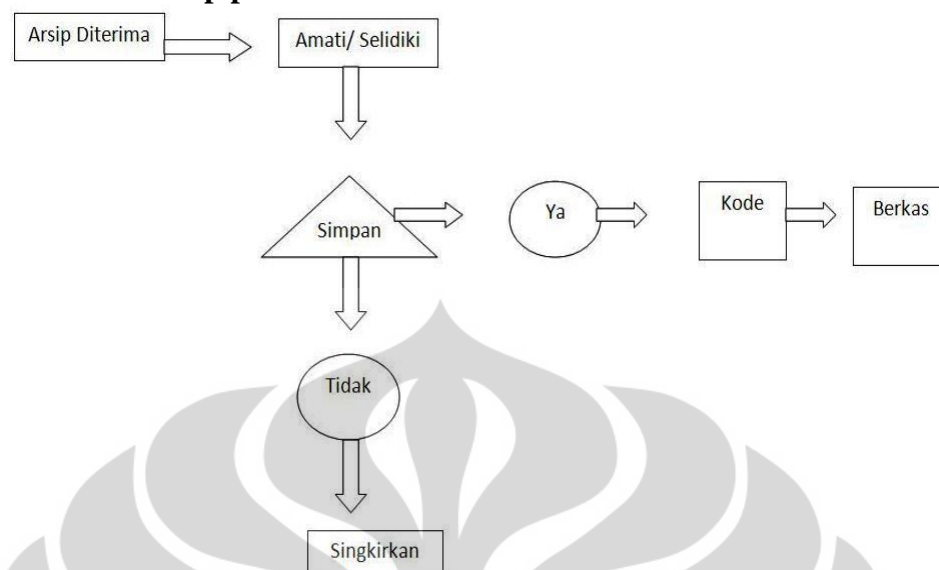 Arsip Diterima
Amati/ Selidiki
Simpan
Ya
Kode
Berkas
Tidak
Singkirkan